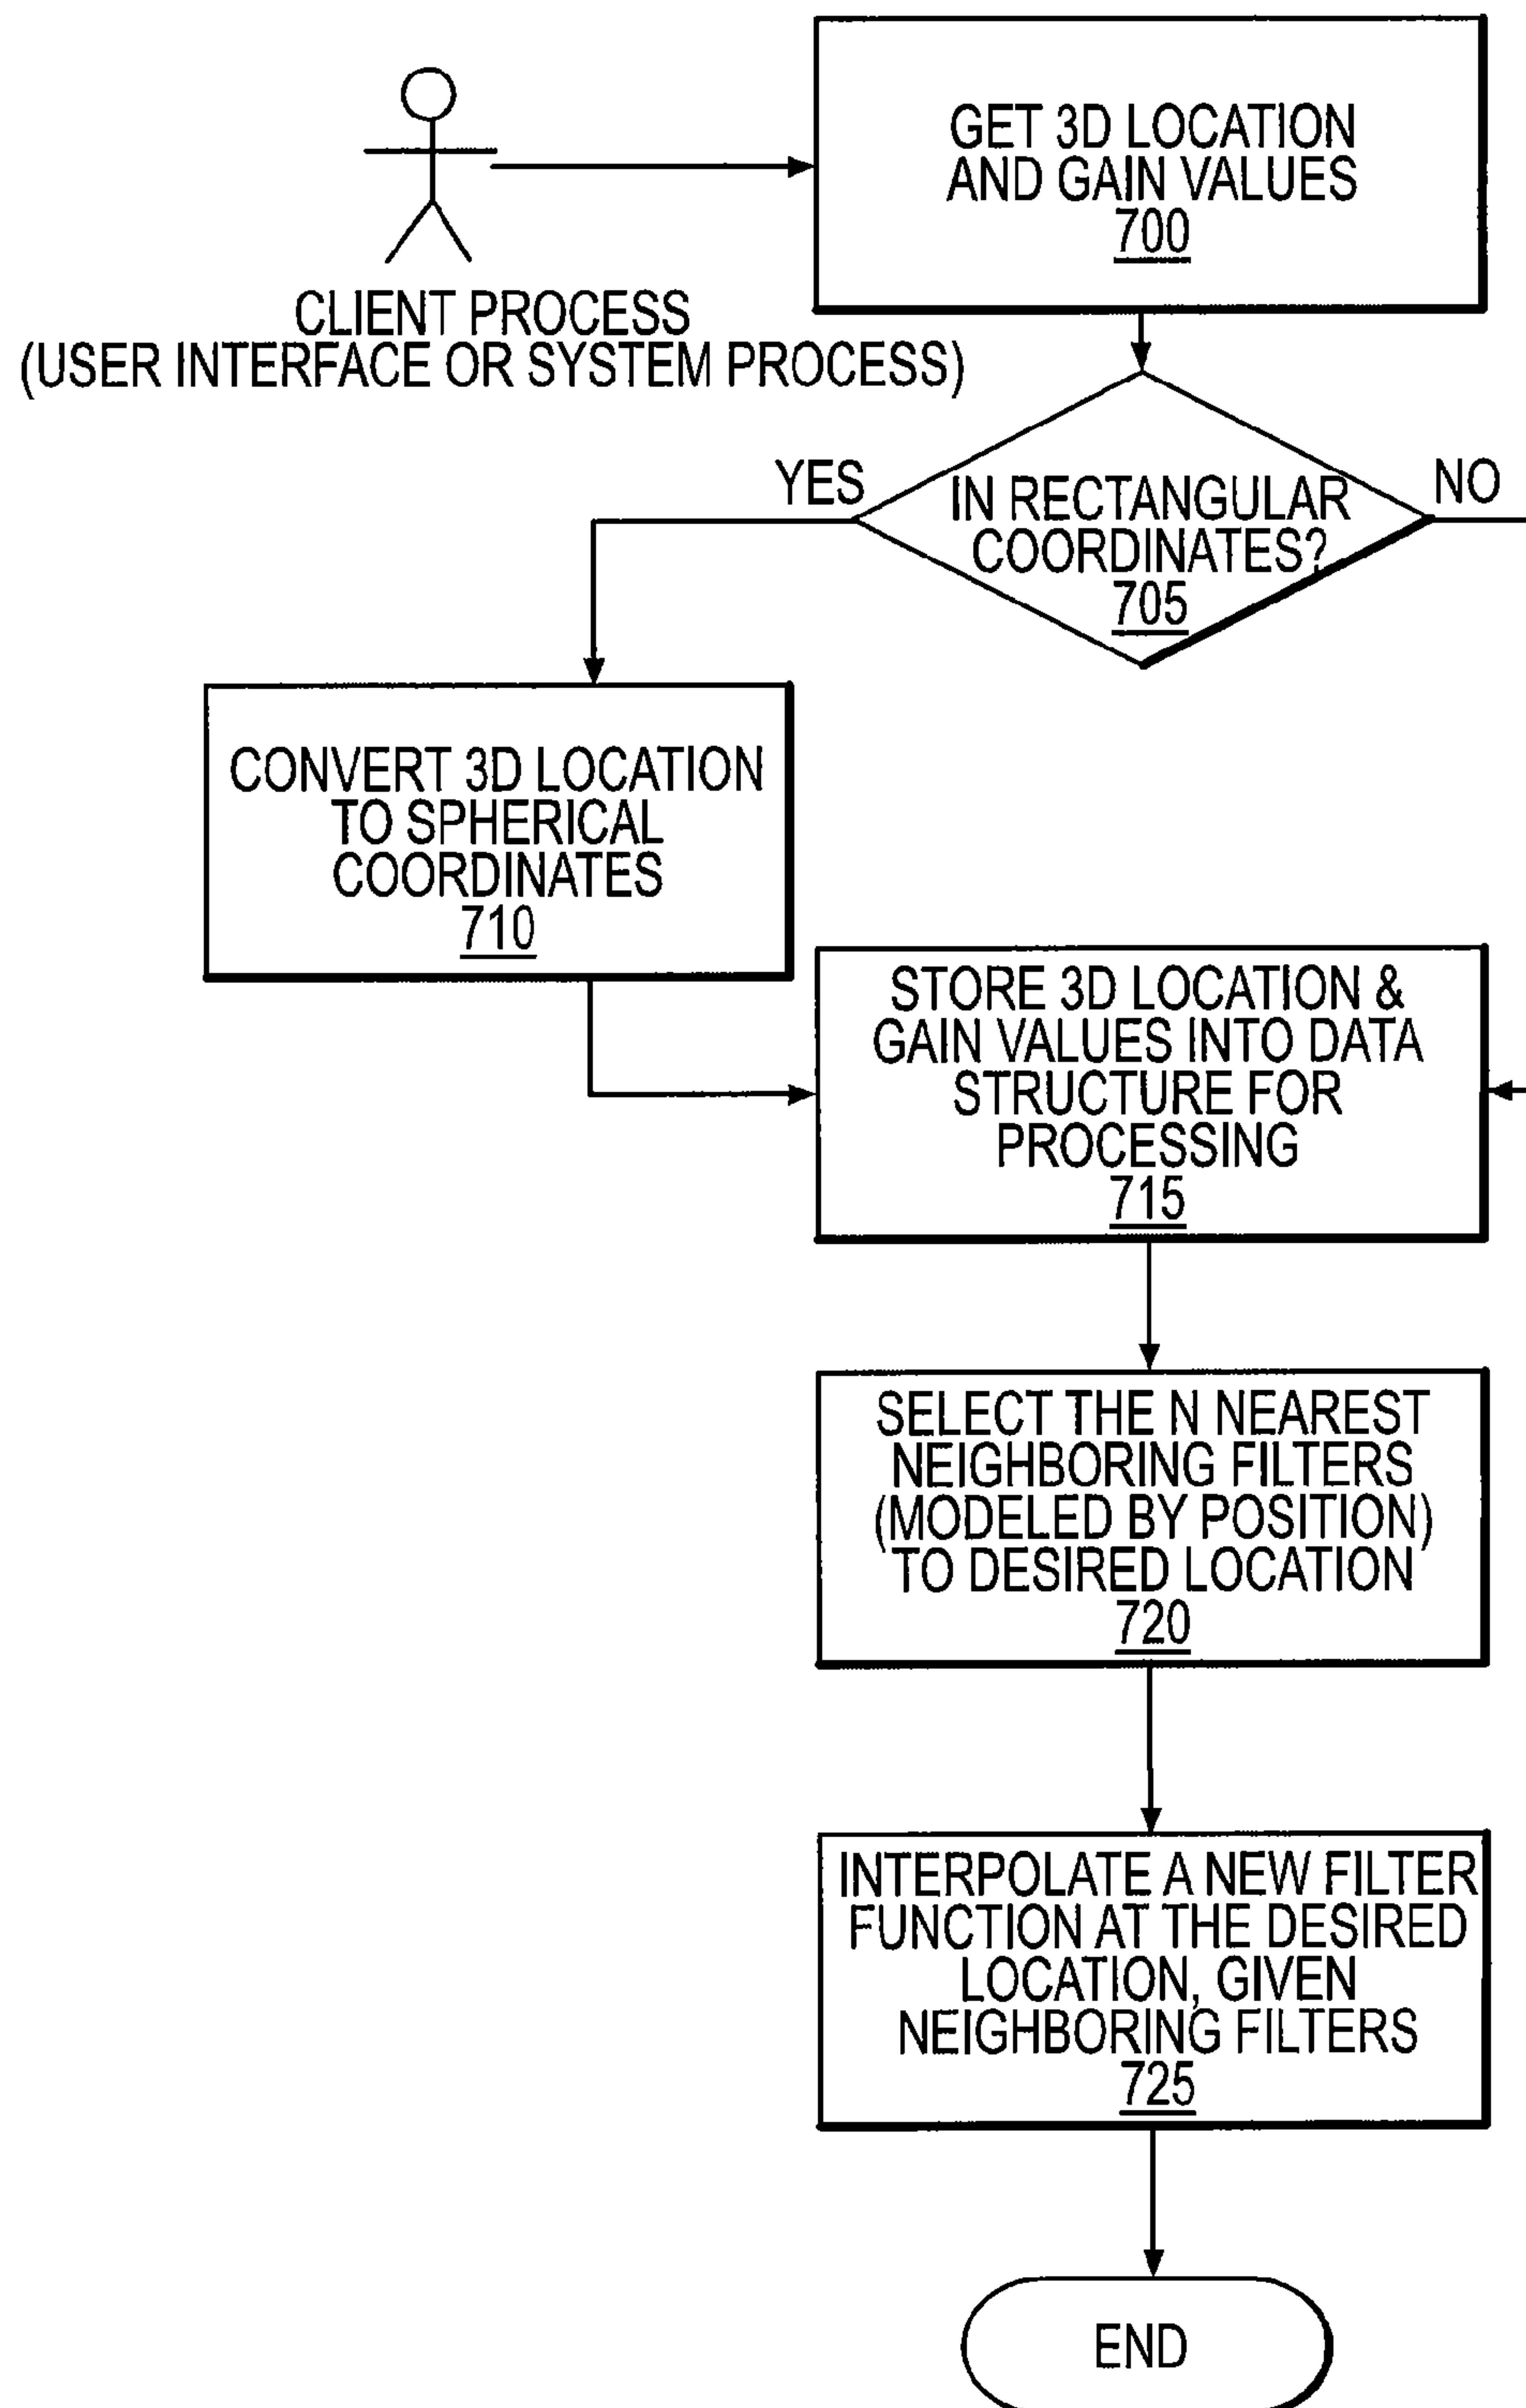 GET 3D LOCATION
AND GAIN VALUES
700
CLIENT PROCESS
(USER INTERFACE OR SYSTEM PROCESS)
YES
IN RECTANGULAR
COORDINATES?
705
NO
CONVERT 3D LOCATION
TO SPHERICAL
COORDINATES
710
STORE 3D LOCATION &
GAIN VALUES INTO DATA
STRUCTURE FOR
PROCESSING
715
SELECT THE N NEAREST
NEIGHBORING FILTERS
(MODELED BY POSITION)
TO DESIRED LOCATION
720
INTERPOLATE A NEW FILTER
FUNCTION AT THE DESIRED
LOCATION, GIVEN
NEIGHBORING FILTERS
725
END